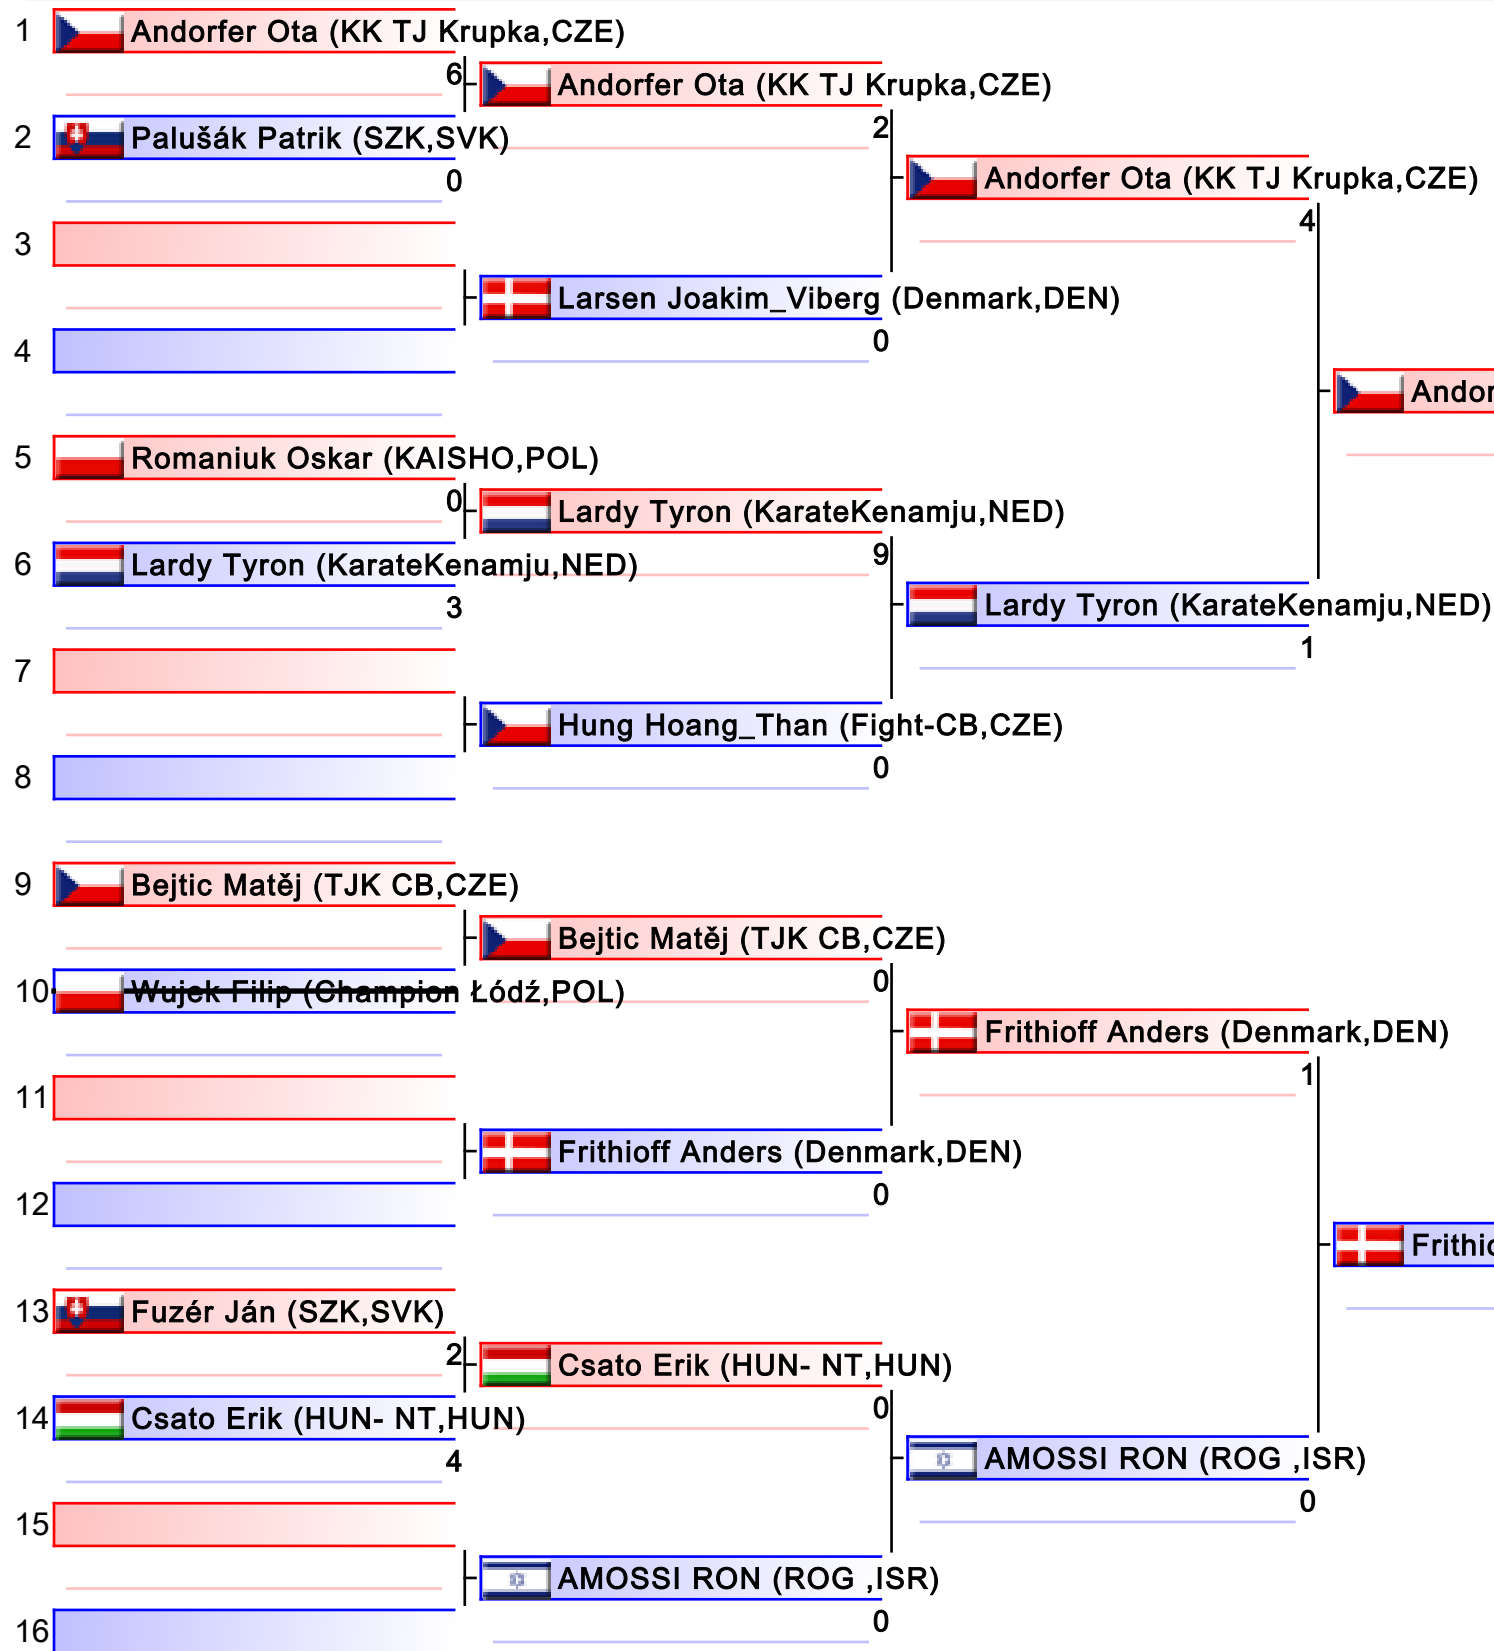 1 Andorfer Ota (KK TJ Krupka,CZE)
6 Andorfer Ota (KK TJ Krupka,CZE)
2 Palušák Patrik (SZK,SVK)
2
0
Andorfer Ota (KK TJ Krupka,CZE)
4
3
Larsen Joakim_Viberg (Denmark,DEN)
0
4
Andor
5 Romaniuk Oskar (KAISHO,POL)
0 Lardy Tyron (KarateKenamju,NED)
6 Lardy Tyron (KarateKenamju,NED)
9
3
Lardy Tyron (KarateKenamju,NED)
1
7
Hung Hoang_Than (Fight-CB,CZE)
0
8
9 Bejtic Matěj (TJK CB,CZE)
Bejtic Matěj (TJK CB,CZE)
0
10 Wujek Filip (Champion Łódź,POL)
Frithioff Anders (Denmark,DEN)
1
11
Frithioff Anders (Denmark,DEN)
0
12
Frithio
13 Fuzér Ján (SZK,SVK)
2 Csato Erik (HUN- NT,HUN)
0
14 Csato Erik (HUN- NT,HUN)
4
AMOSSI RON (ROG ,ISR)
0
15
AMOSSI RON (ROG ,ISR)
0
16